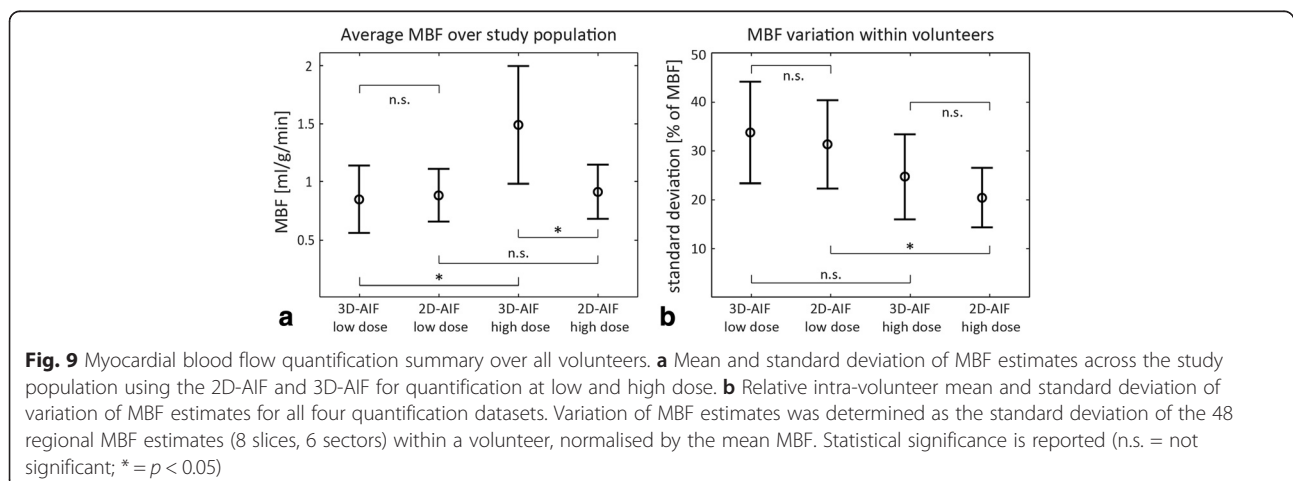 Average MBF over study population
MBF [ml/g/min]
2
1.5
1
0.5
n.s.
*
n.s.
*
3D-AIF low dose
2D-AIF low dose
3D-AIF high dose
2D-AIF high dose
a
MBF variation within volunteers
standard deviation [% of MBF]
50
40
30
20
10
n.s.
n.s.
*
n.s.
3D-AIF low dose
2D-AIF low dose
3D-AIF high dose
2D-AIF high dose
b
Fig. 9 Myocardial blood flow quantification summary over all volunteers. a Mean and standard deviation of MBF estimates across the study
population using the 2D-AIF and 3D-AIF for quantification at low and high dose. b Relative intra-volunteer mean and standard deviation of
variation of MBF estimates for all four quantification datasets. Variation of MBF estimates was determined as the standard deviation of the 48
regional MBF estimates (8 slices, 6 sectors) within a volunteer, normalised by the mean MBF. Statistical significance is reported (n.s. = not
significant; * = p < 0.05)